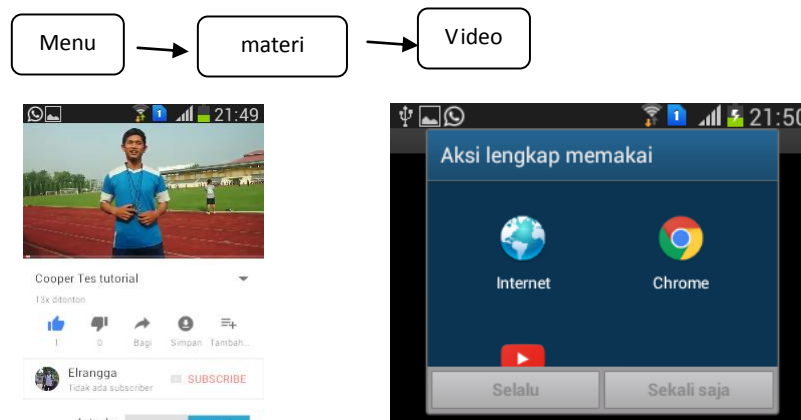 Menu
materi
Video
21:49
Cooper Tes tutorial
13x ditonton
1
0
Bagi
Simpan
Tambah...
Elrangga
Tidak ada subscriber
SUBSCRIBE
1
21:50
Aksi lengkap memakai
Internet
Chrome
Selalu
Sekali saja